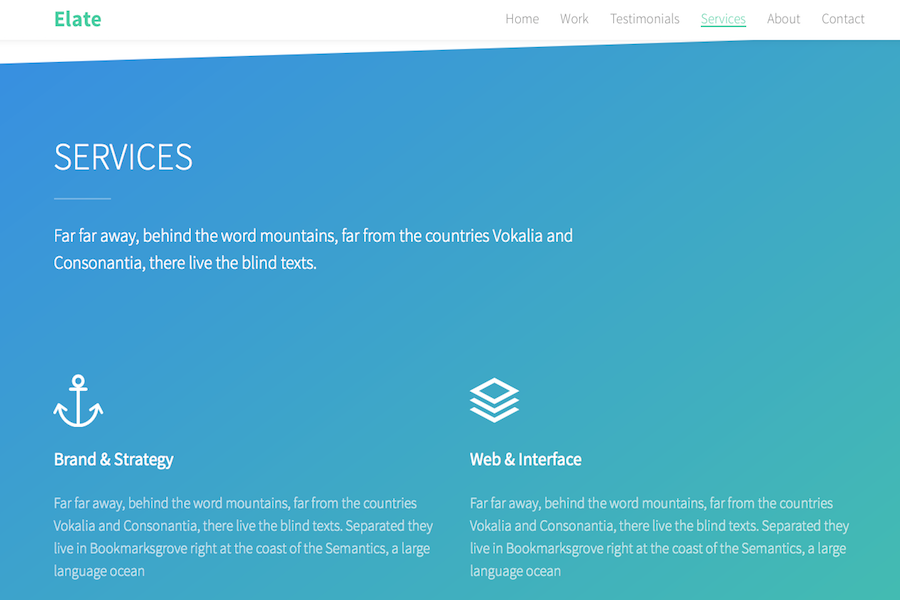 Elate
Home Work Testimonials Services About Contact
SERVICES
Far far away, behind the word mountains, far from the countries Vokalia and
Consonantia, there live the blind texts.
Brand & Strategy
Far far away, behind the word mountains, far from the countries
Vokalia and Consonantia, there live the blind texts. Separated they
live in Bookmarksgrove right at the coast of the Semantics, a large
language ocean
Web & Interface
Far far away, behind the word mountains, far from the countries
Vokalia and Consonantia, there live the blind texts. Separated they
live in Bookmarksgrove right at the coast of the Semantics, a large
language ocean